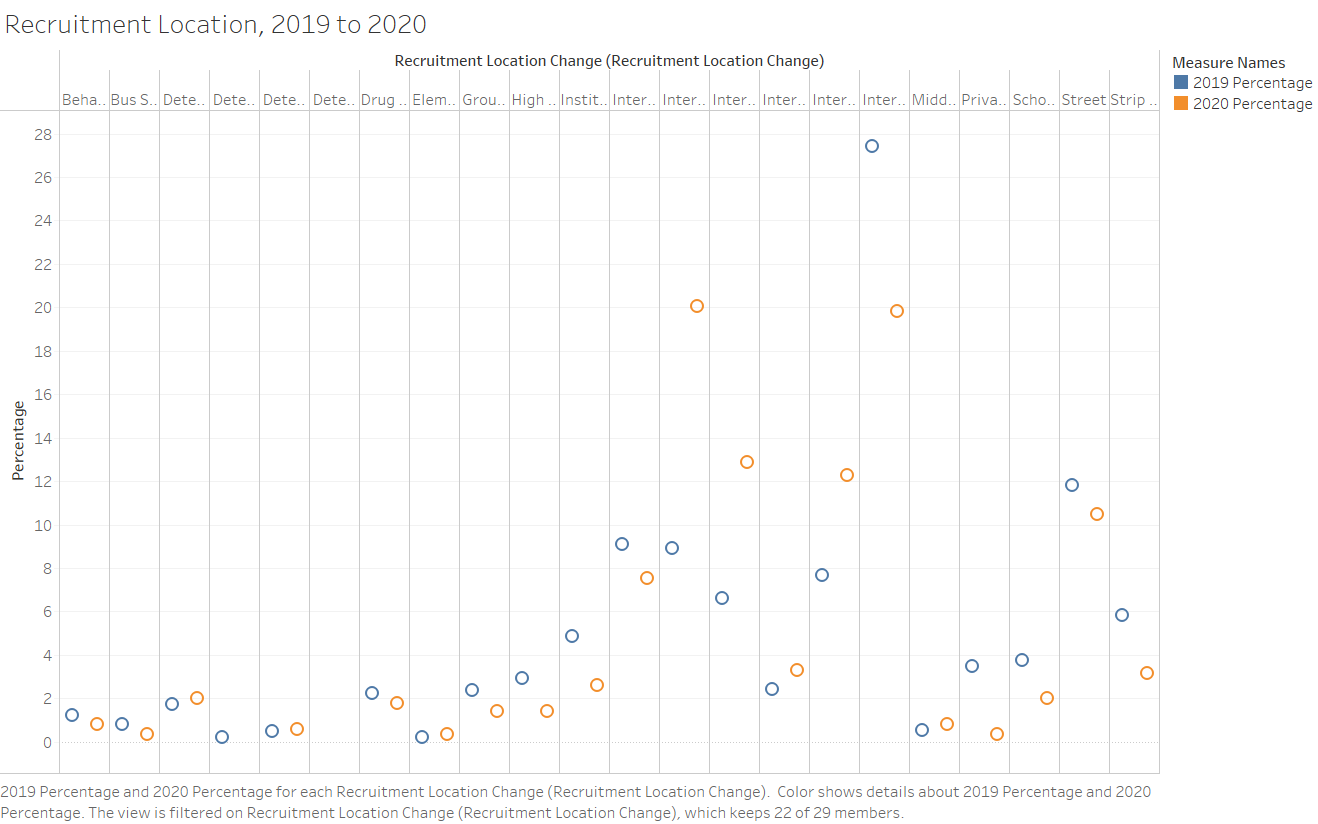 Recruitment Location, 2019 to 2020
Recruitment Location Change (Recruitment Location Change)
Beha.. Bus S.. Dete.. Dete.. Dete.. Dete.. Drug .. Elem.. Grou.. High .. Instit.. Inter.. Inter.. Inter.. Inter.. Inter.. Inter.. Midd.. Priva.. Scho.. Street Strip ..
Measure Names
2019 Percentage
2020 Percentage
28
26
24
22
20
18
16
14
12
10
8
6
4
2
0
Percentage
2019 Percentage and 2020 Percentage for each Recruitment Location Change (Recruitment Location Change). Color shows details about 2019 Percentage and 2020
Percentage. The view is filtered on Recruitment Location Change (Recruitment Location Change), which keeps 22 of 29 members.